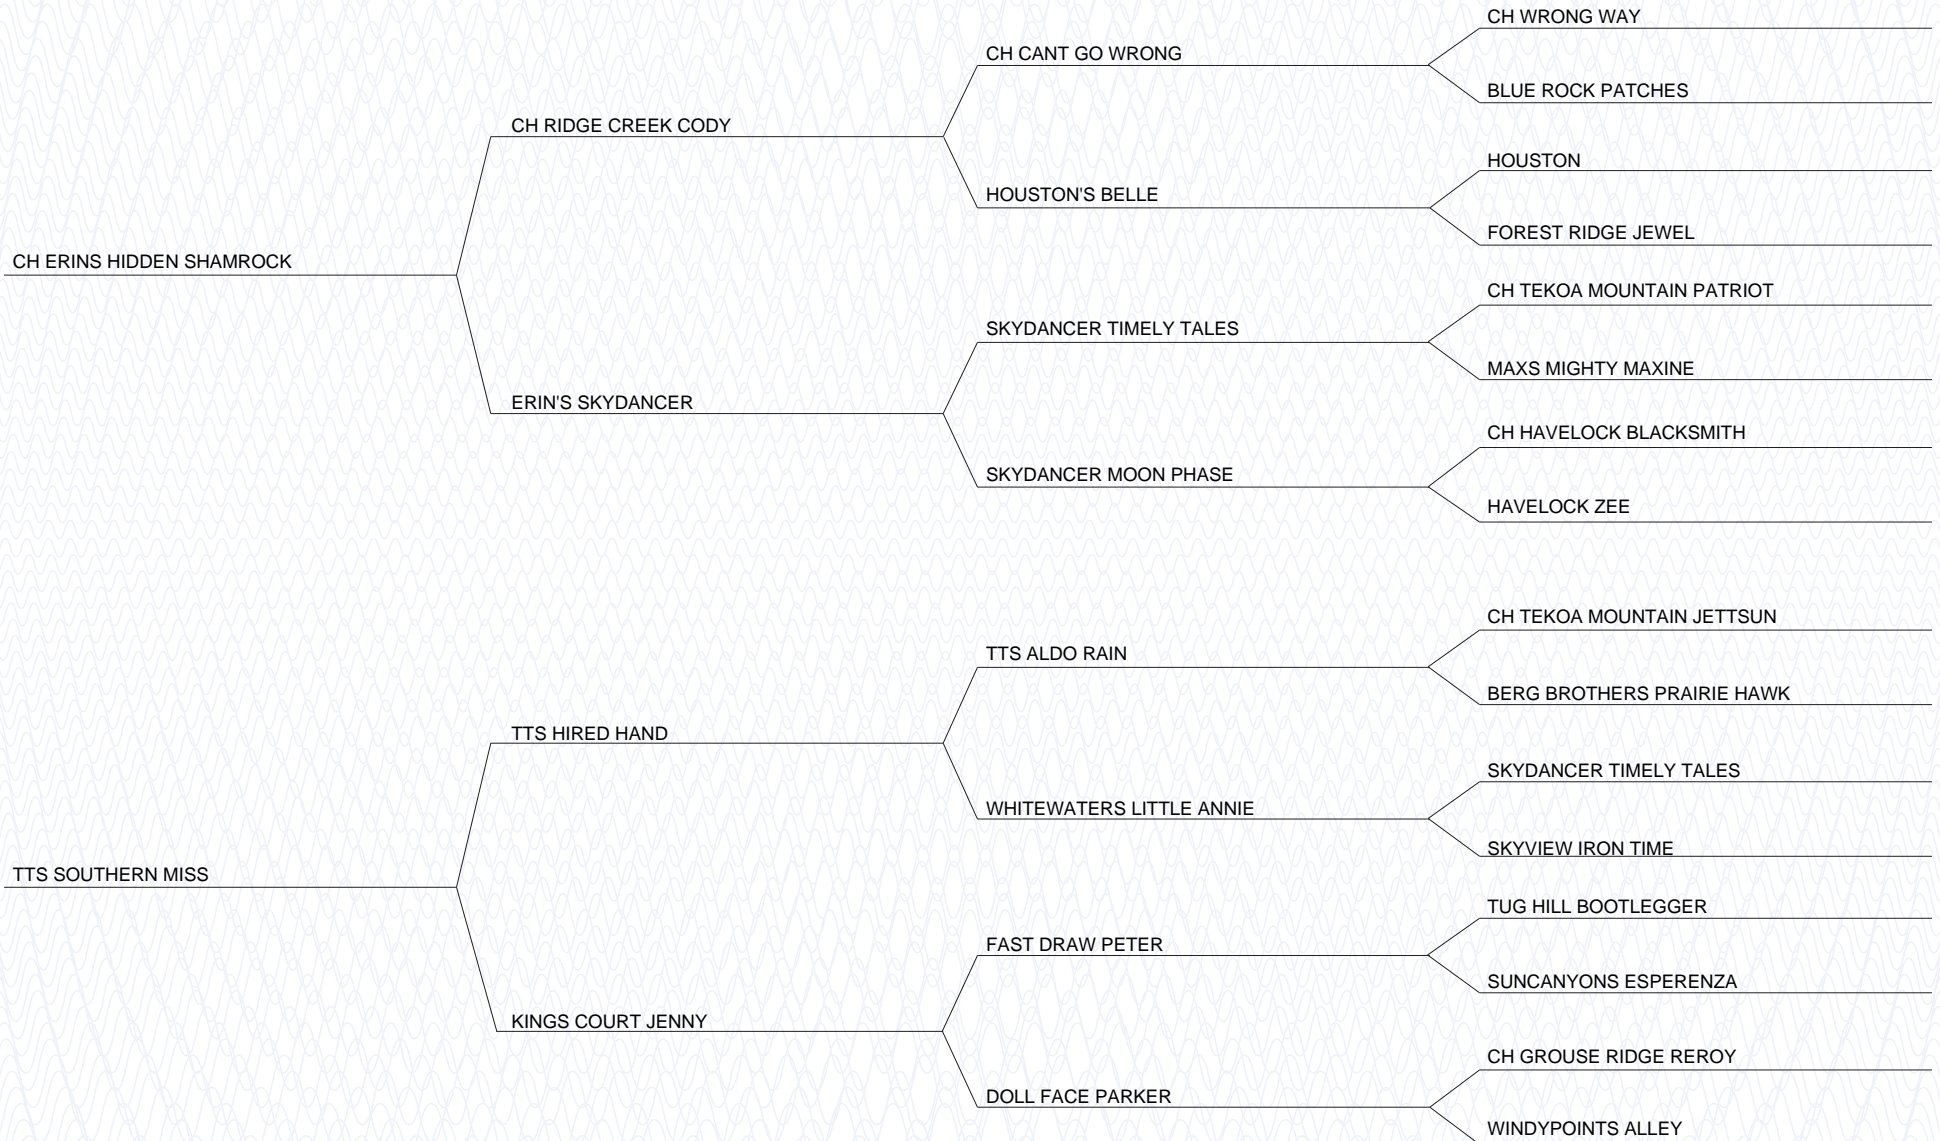 CH WRONG WAY
CH CANT GO WRONG
BLUE ROCK PATCHES
CH RIDGE CREEK CODY
HOUSTON
HOUSTON'S BELLE
FOREST RIDGE JEWEL
CH ERINS HIDDEN SHAMROCK
CH TEKOA MOUNTAIN PATRIOT
SKYDANCER TIMELY TALES
MAXS MIGHTY MAXINE
ERIN'S SKYDANCER
CH HAVELOCK BLACKSMITH
SKYDANCER MOON PHASE
HAVELOCK ZEE
CH TEKOA MOUNTAIN JETTSUN
TTS ALDO RAIN
BERG BROTHERS PRAIRIE HAWK
TTS HIRED HAND
SKYDANCER TIMELY TALES
WHITEWATERS LITTLE ANNIE
SKYVIEW IRON TIME
TTS SOUTHERN MISS
TUG HILL BOOTLEGGER
FAST DRAW PETER
SUNCANYONS ESPERENZA
KINGS COURT JENNY
CH GROUSE RIDGE REROY
DOLL FACE PARKER
WINDYPOINTS ALLEY